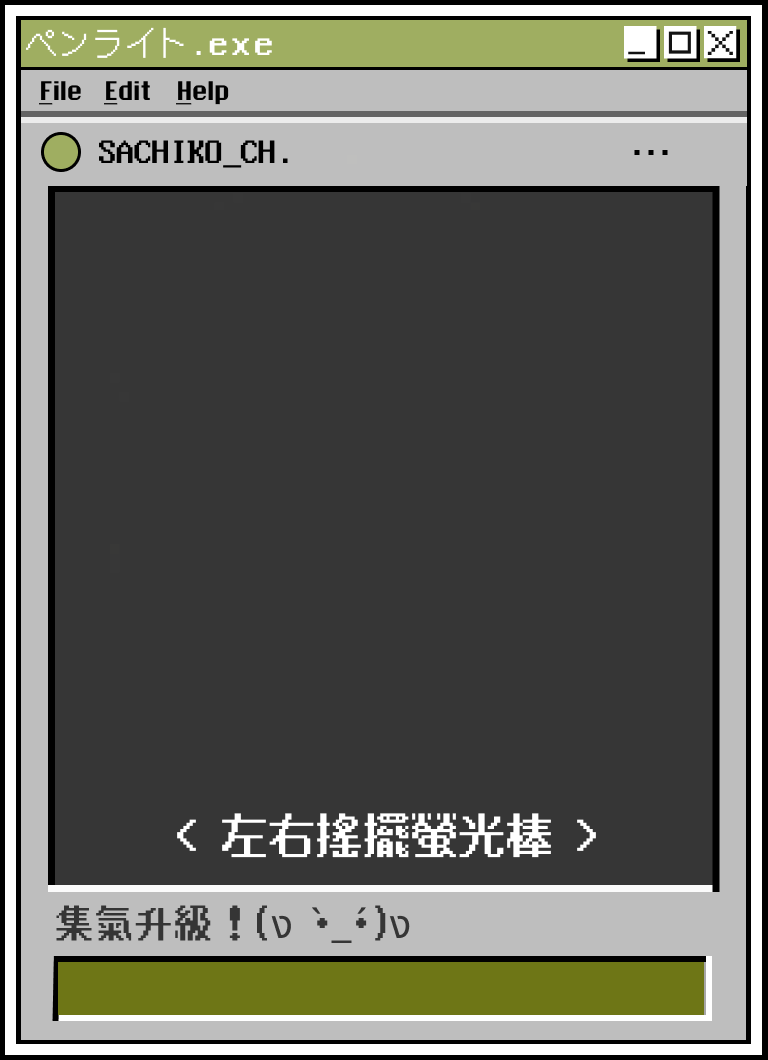 ペンライト.exe
File Edit Help
SACHIKO_CH. ...
< 左右搖擺螢光棒 >
集氣升級！(ง •̀_•́)ง